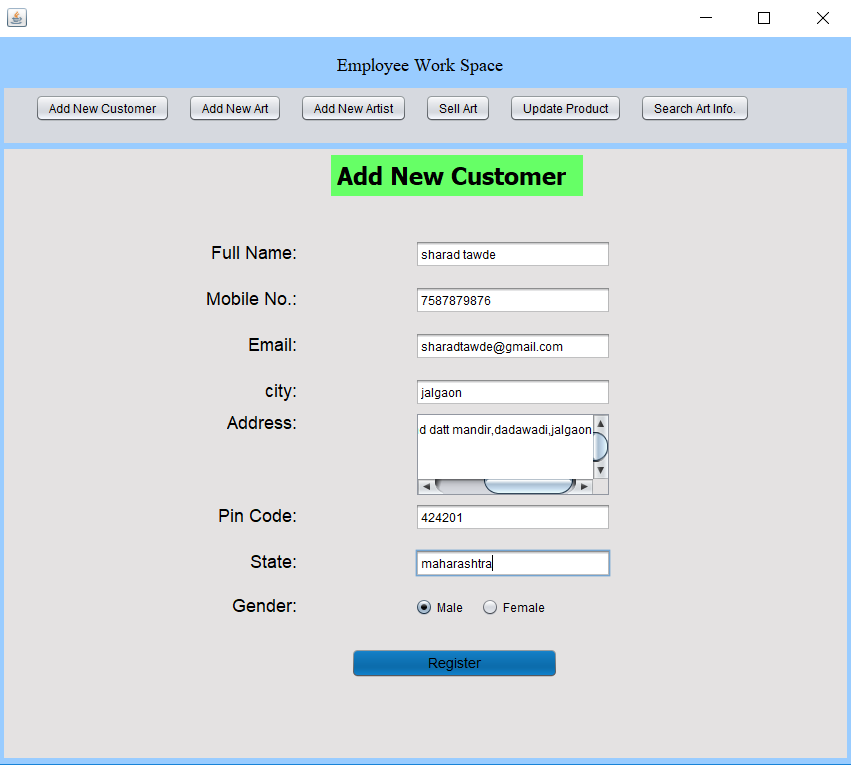 Employee Work Space
Add New Customer Add New Art Add New Artist Sell Art Update Product Search Art Info.
Add New Customer
Full Name: sharad tawde
Mobile No.: 7587879876
Email: sharadtawde@gmail.com
city: jalgaon
Address: d datt mandir,dadawadi,jalgaon,
Pin Code: 424201
State: maharashtra
Gender: Male Female
Register